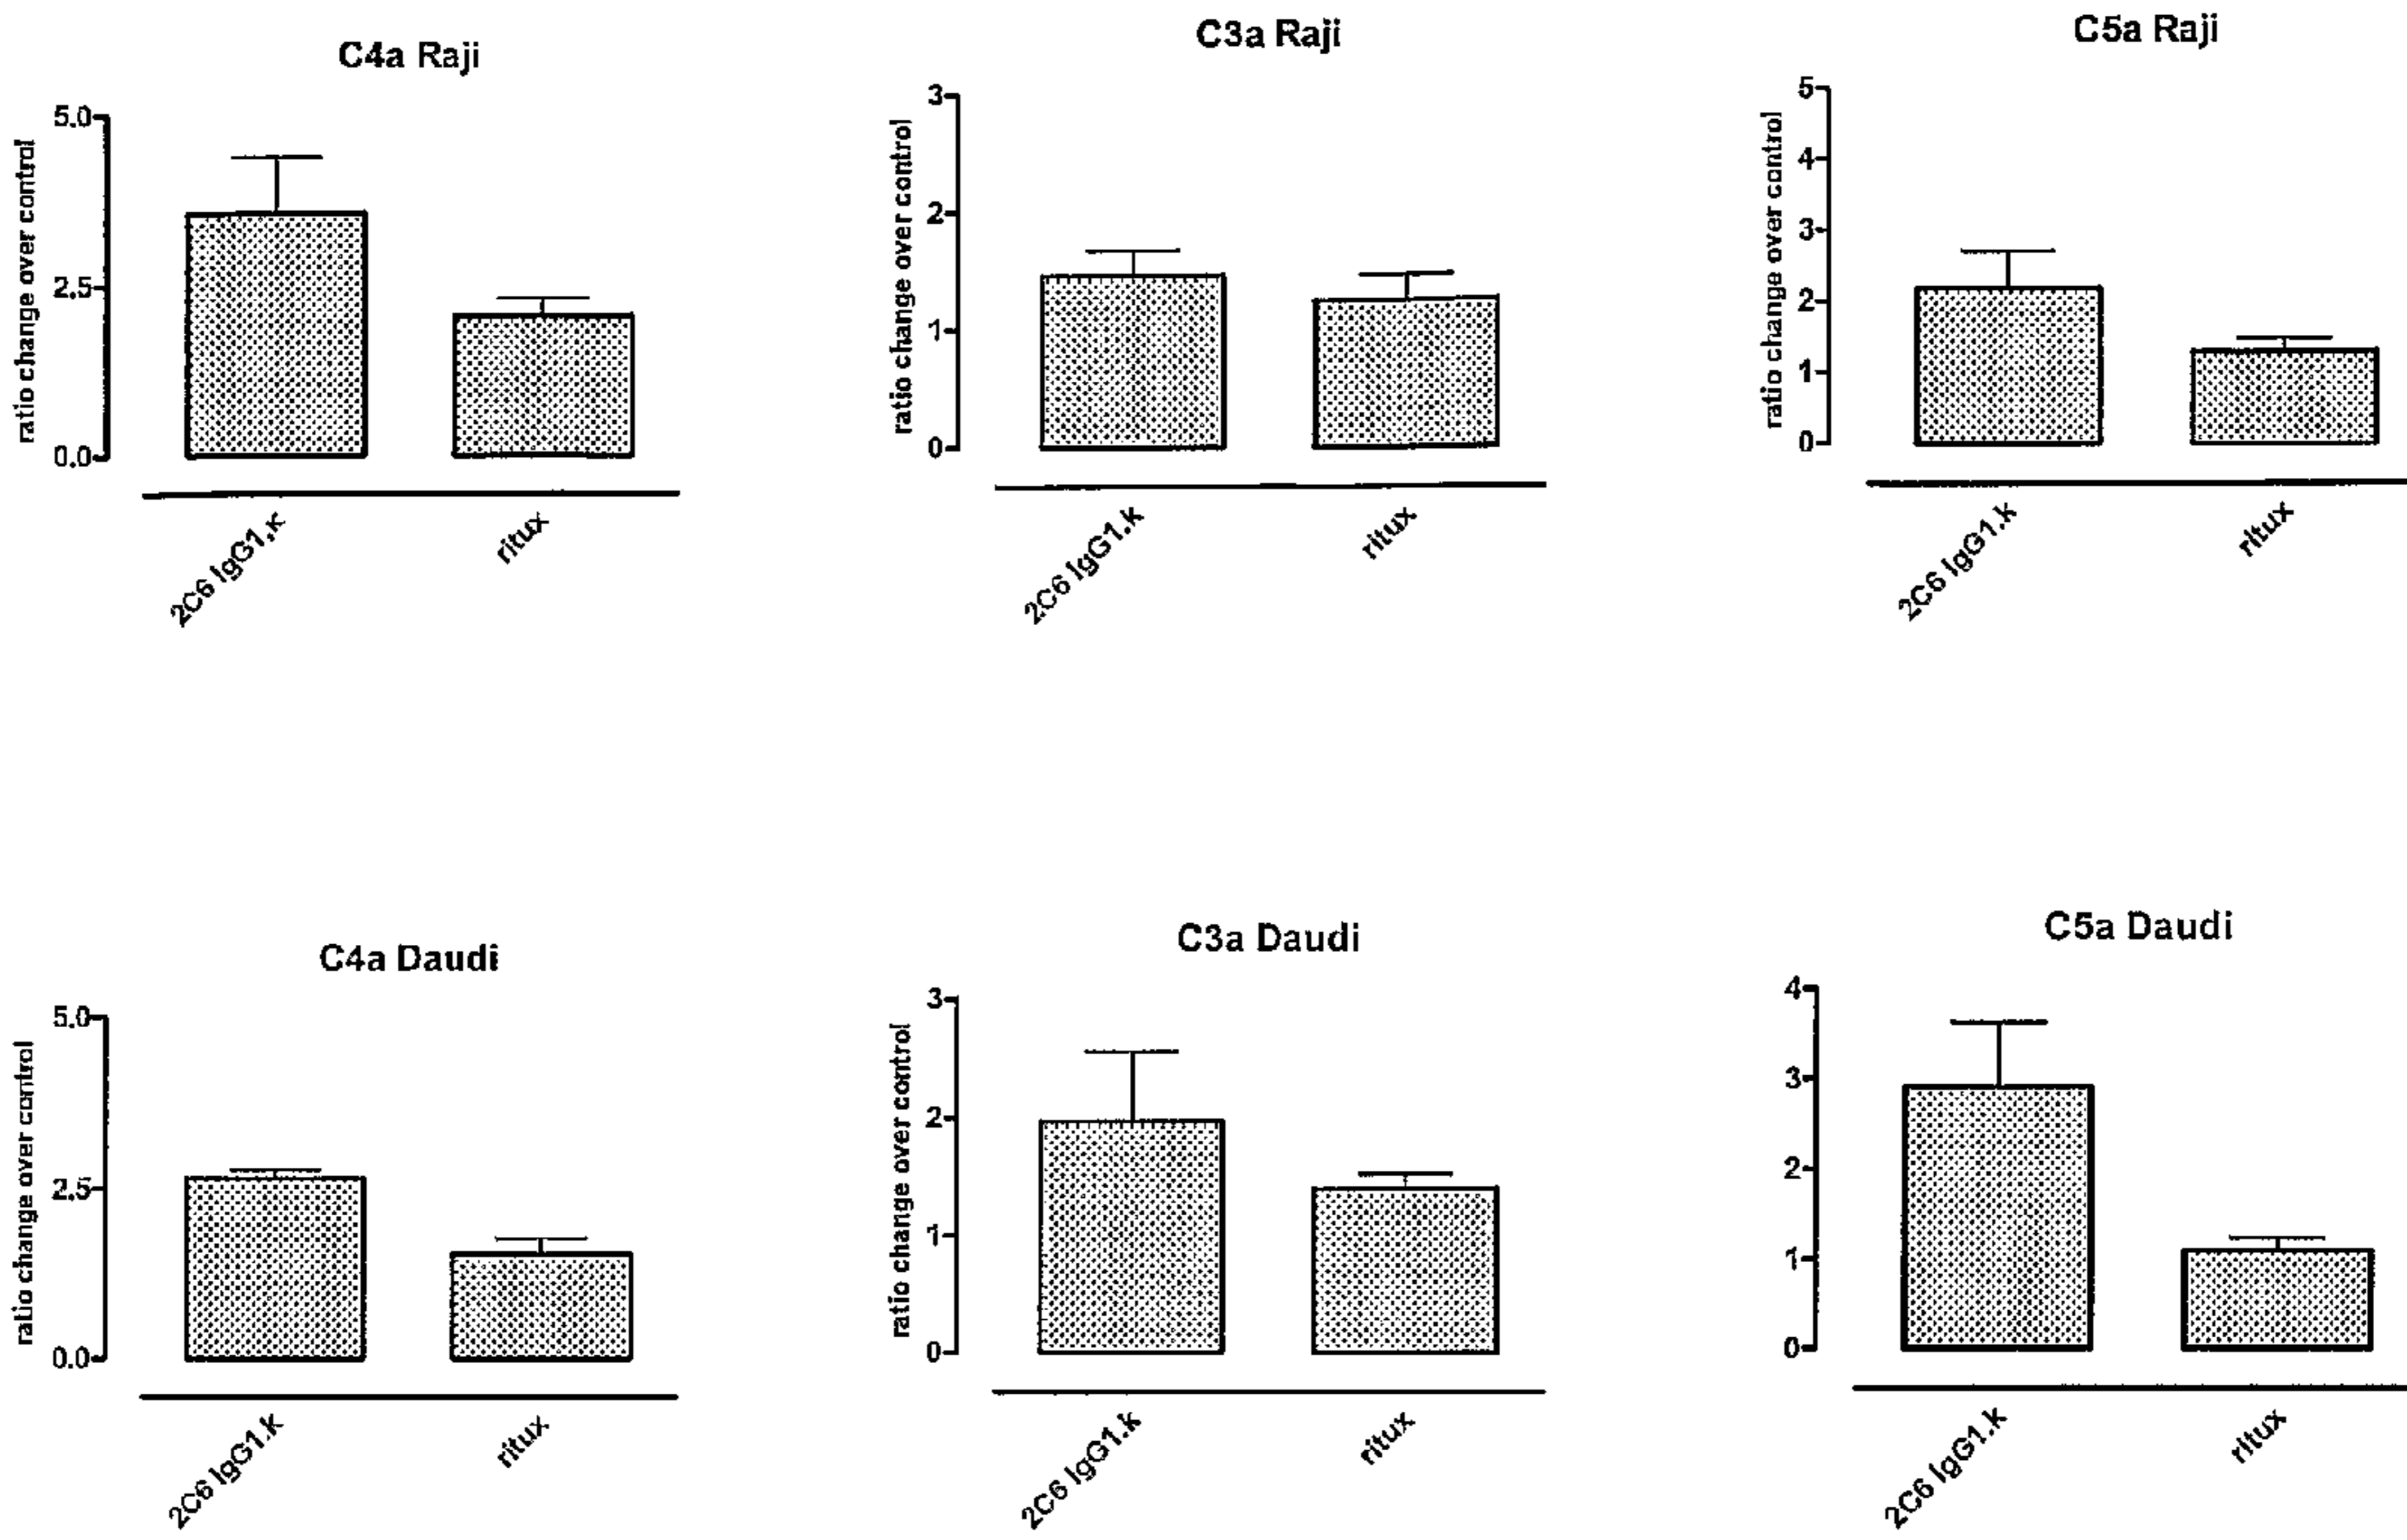 C4a Raji
5.0
2.5
0.0
ratio change over control
2C6 IgG1,κ
ritux
C3a Raji
3
2
1
0
ratio change over control
2C6 IgG1.k
ritux
C5a Raji
5
4
3
2
1
0
ratio change over control
2C6 IgG1.k
ritux
C4a Daudi
5.0
2.5
0.0
ratio change over control
2C6 IgG1.k
ritux
C3a Daudi
3
2
1
0
ratio change over control
2C6 IgG1.k
ritux
C5a Daudi
4
3
2
1
0
2C6 IgG1.k
ritux